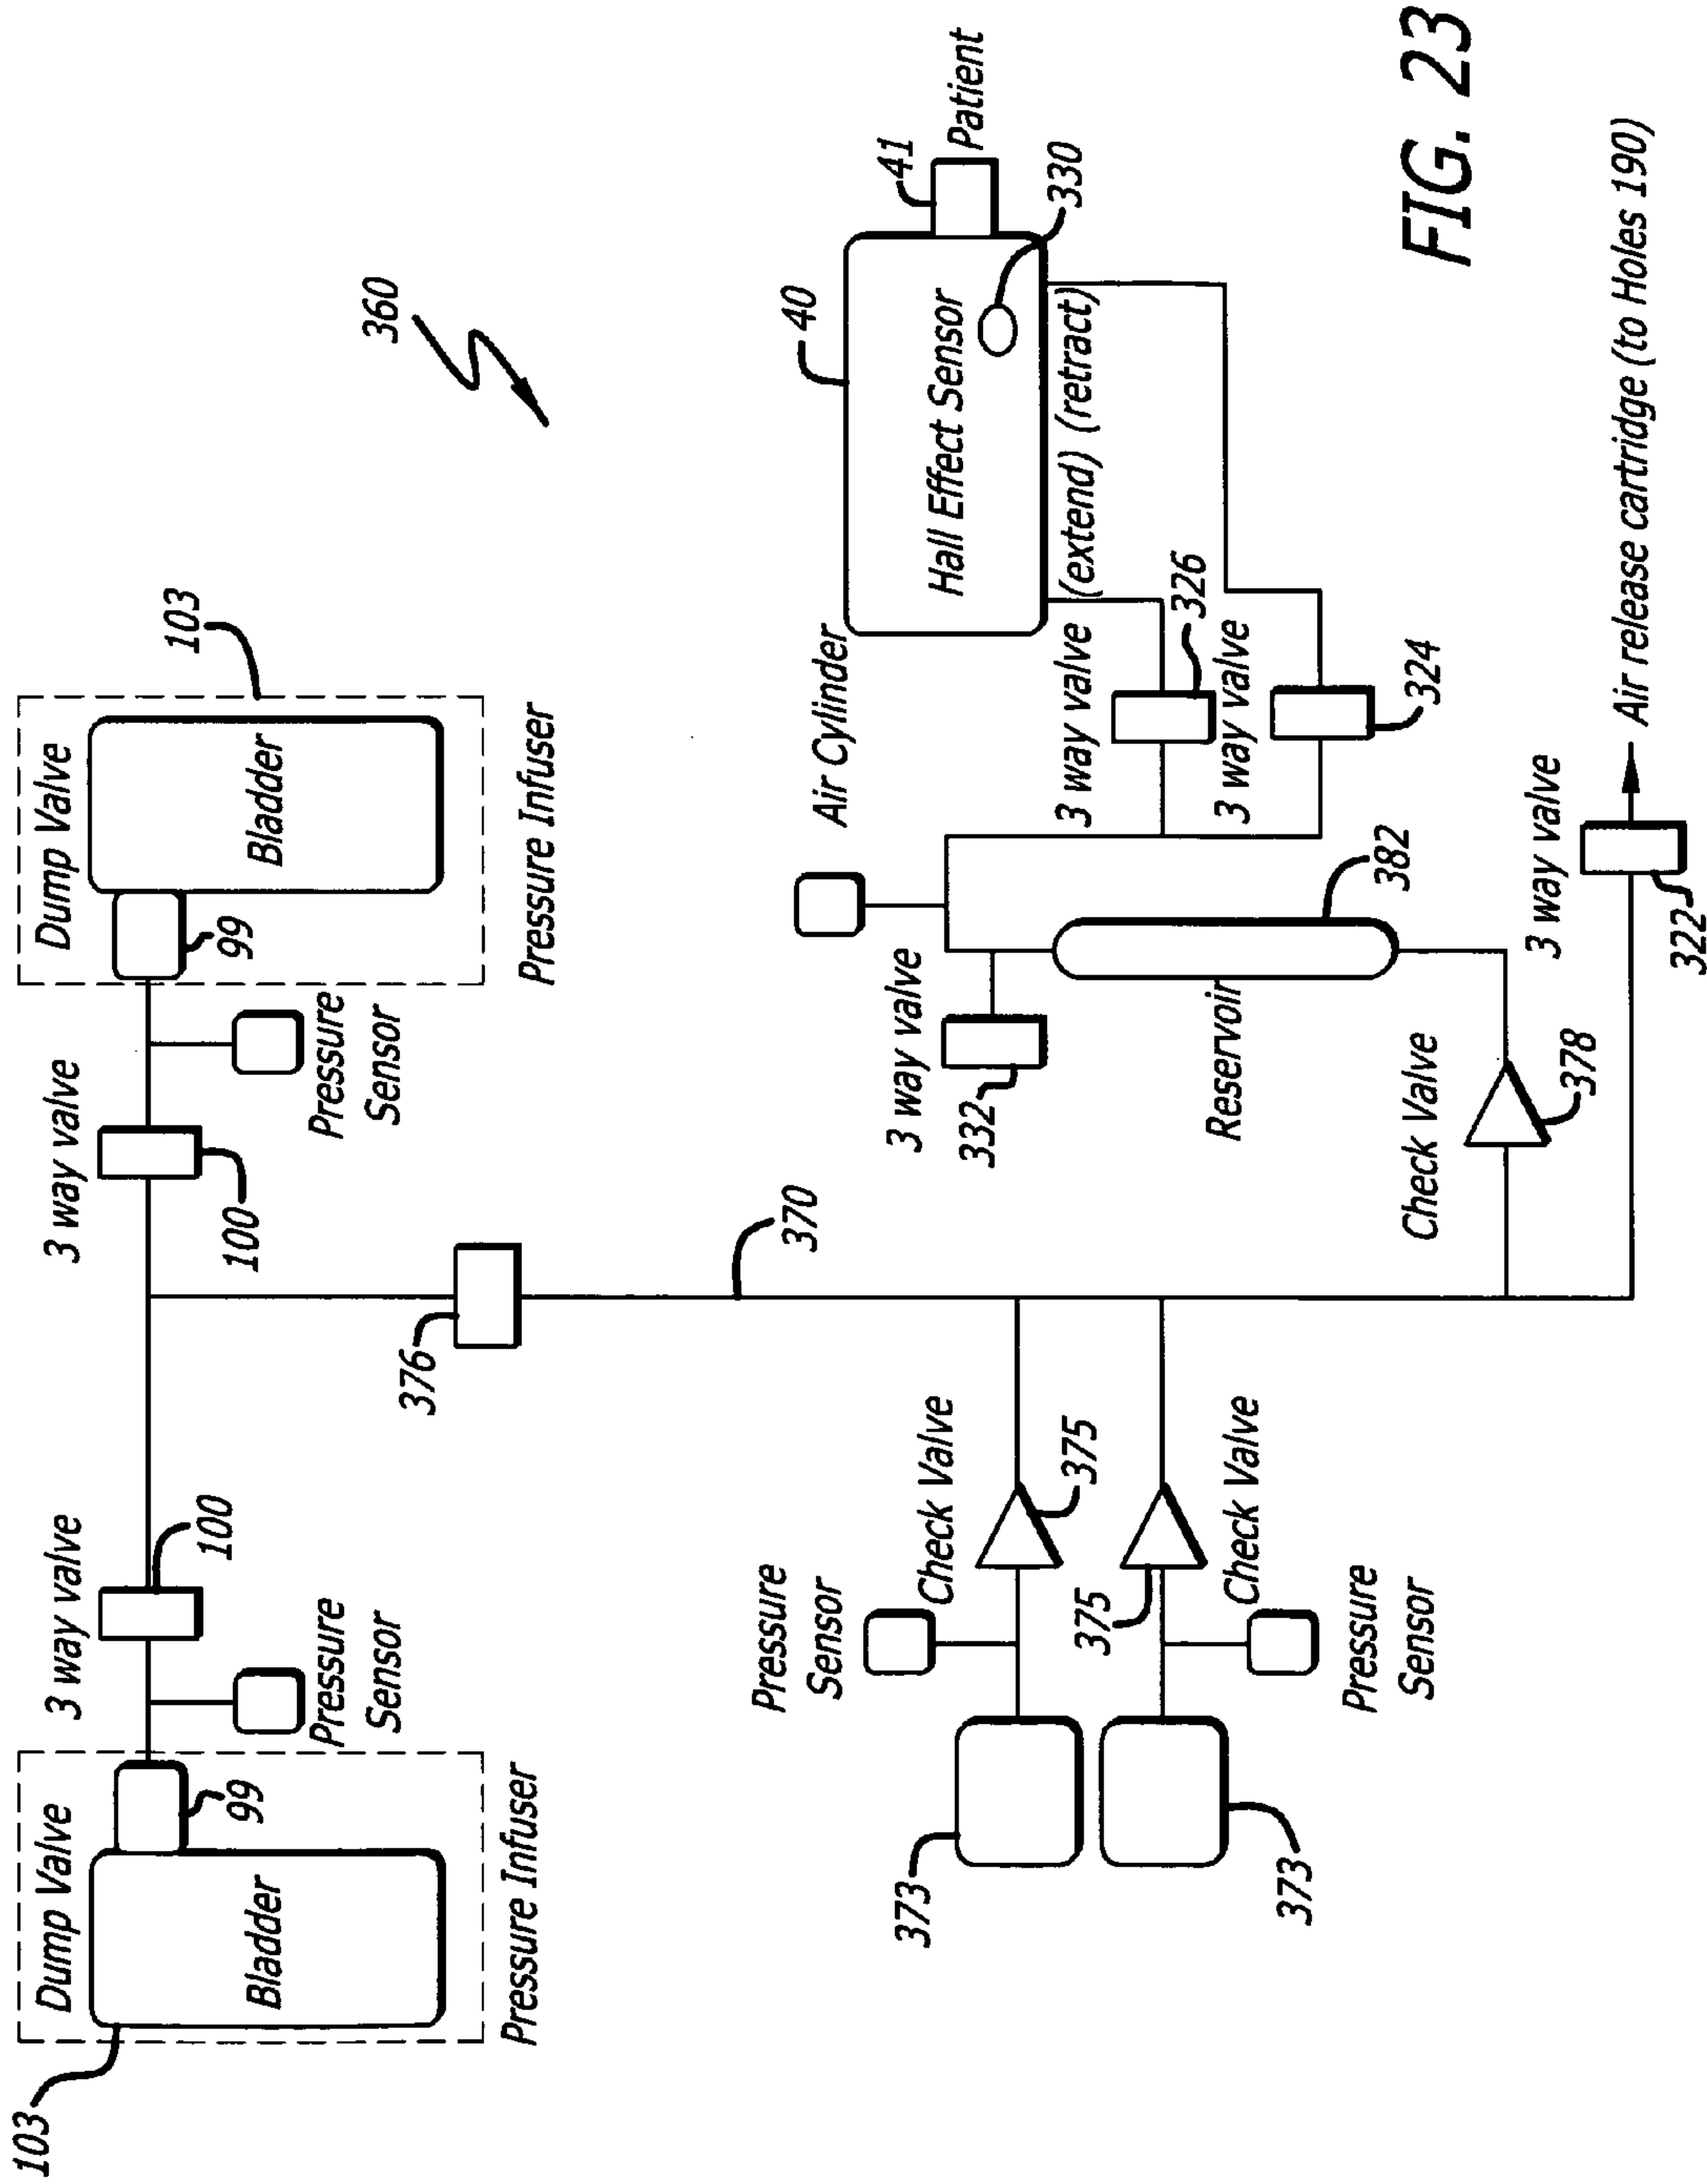 360
103
103
Dump Valve
Bladder
99
Pressure Infuser
Pressure
Sensor
3 way valve
100
3 way valve
100
Pressure
Sensor
Dump Valve
Bladder
99
Pressure Infuser
376
370
Pressure
Sensor
Check Valve
375
373
373
375
Check Valve
Pressure
Sensor
Air Cylinder
40
Hall Effect Sensor
330
41
Patient
(extend) (retract)
3 way valve
326
3 way valve
324
3 way valve
332
Reservoir
382
Check Valve
378
3 way valve
322
Air release cartridge (to Holes 190)
FIG. 23